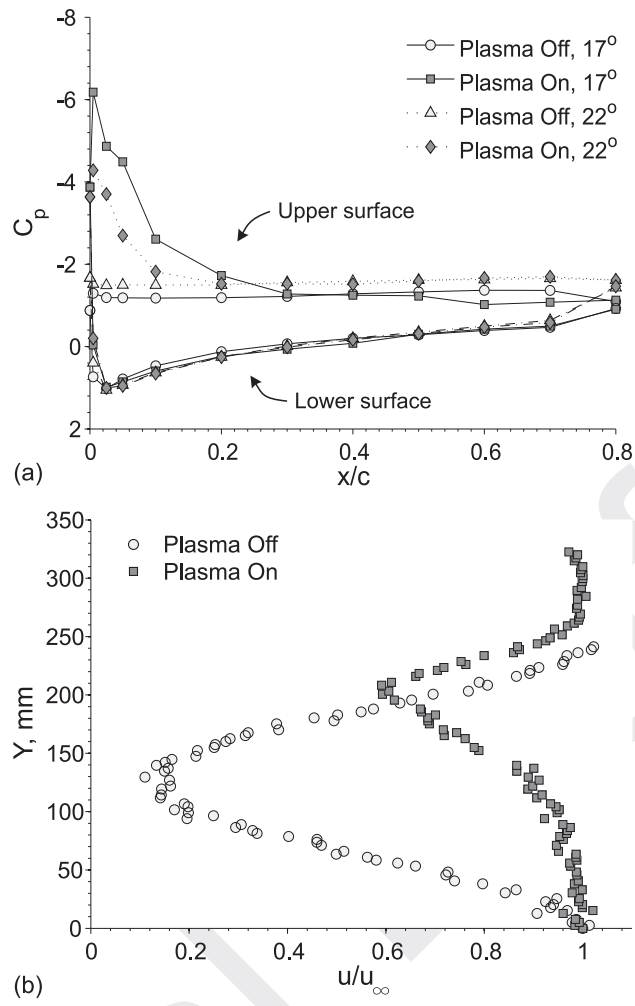 -8
-6
-4
-2
0
2
C_p
Plasma Off, 17°
Plasma On, 17°
Plasma Off, 22°
Plasma On, 22°
Upper surface
Lower surface
0 0.2 0.4 0.6 0.8
x/c
(a)
350
300
250
200
150
100
50
0
Y, mm
Plasma Off
Plasma On
0 0.2 0.4 0.6 0.8 1
u/u_∞
(b)